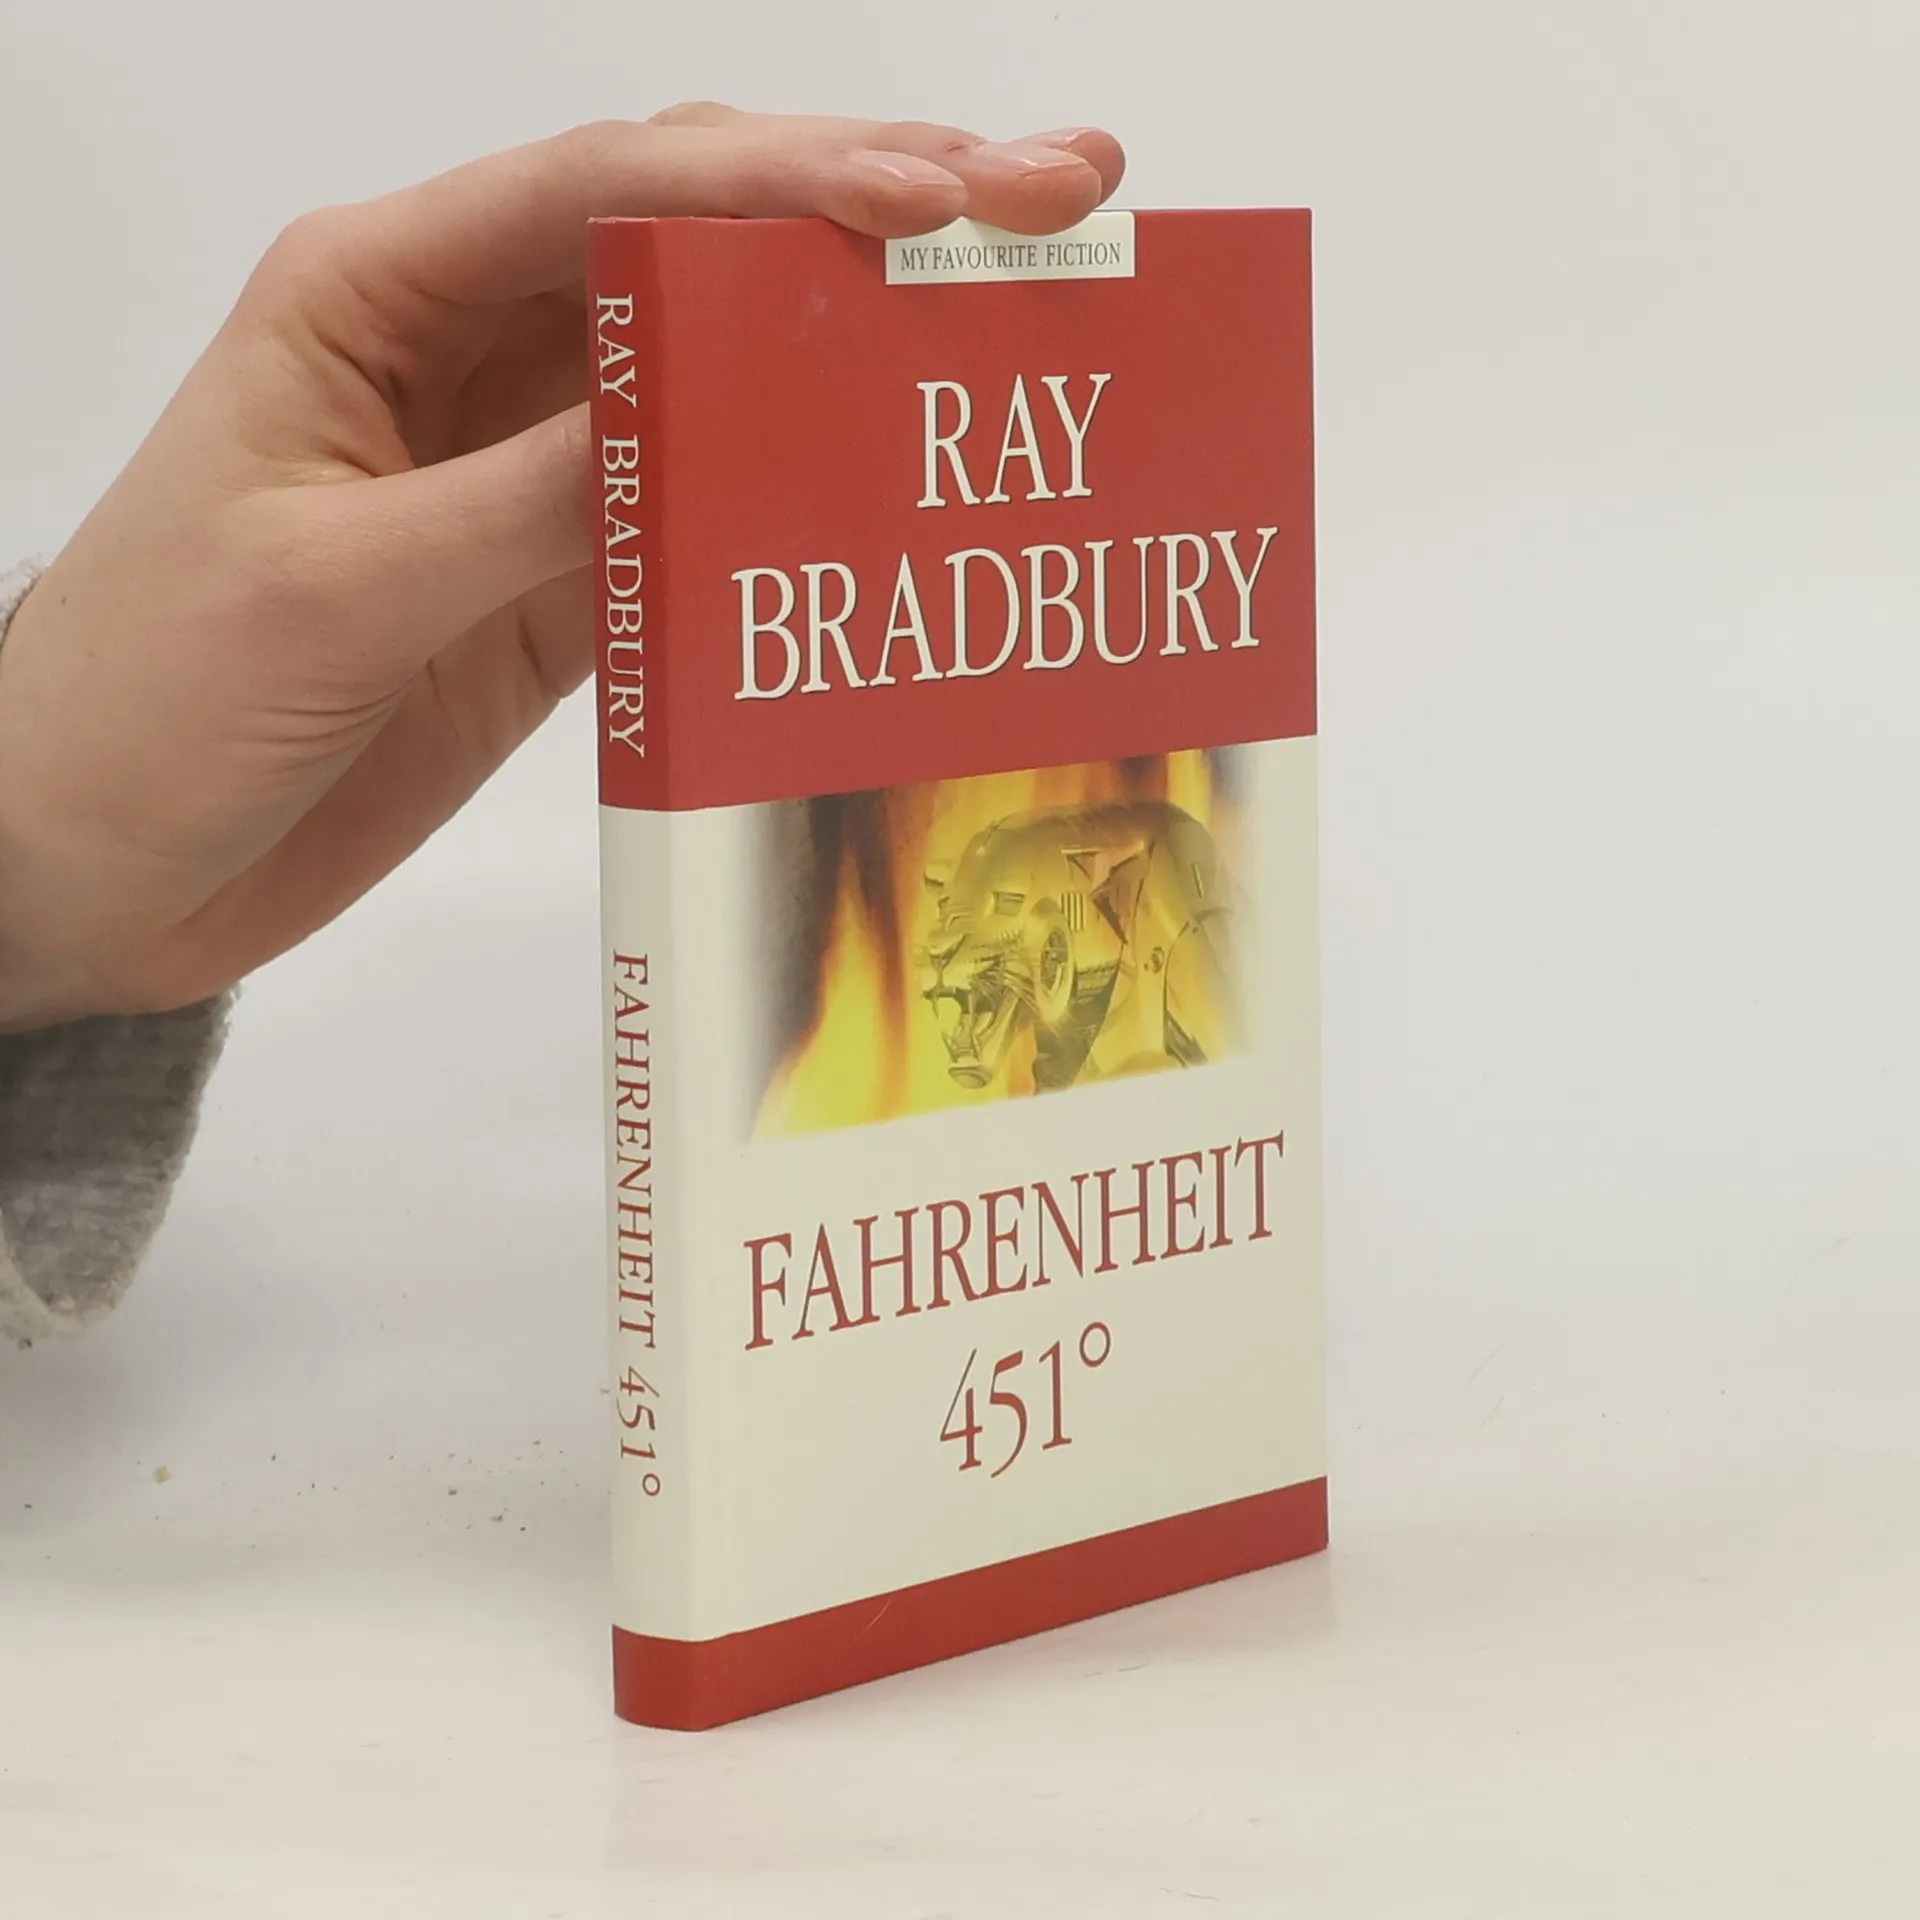 RAY BRADBURY FAHRENHEIT 451°
MY FAVOURITE FICTION
RAY
BRADBURY
FAHRENHEIT
451°